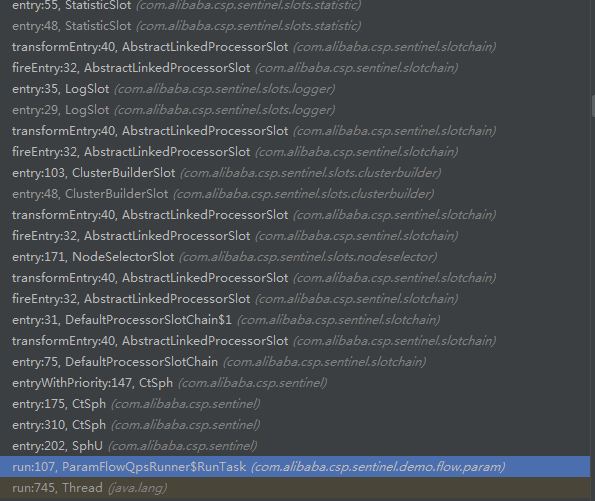 entry:55, StatisticSlot (com.alibaba.csp.sentinel.slots.statistic)
entry:48, StatisticSlot (com.alibaba.csp.sentinel.slots.statistic)
transformEntry:40, AbstractLinkedProcessorSlot (com.alibaba.csp.sentinel.slotchain)
fireEntry:32, AbstractLinkedProcessorSlot (com.alibaba.csp.sentinel.slotchain)
entry:35, LogSlot (com.alibaba.csp.sentinel.slots.logger)
entry:29, LogSlot (com.alibaba.csp.sentinel.slots.logger)
transformEntry:40, AbstractLinkedProcessorSlot (com.alibaba.csp.sentinel.slotchain)
fireEntry:32, AbstractLinkedProcessorSlot (com.alibaba.csp.sentinel.slotchain)
entry:103, ClusterBuilderSlot (com.alibaba.csp.sentinel.slots.clusterbuilder)
entry:48, ClusterBuilderSlot (com.alibaba.csp.sentinel.slots.clusterbuilder)
transformEntry:40, AbstractLinkedProcessorSlot (com.alibaba.csp.sentinel.slotchain)
fireEntry:32, AbstractLinkedProcessorSlot (com.alibaba.csp.sentinel.slotchain)
entry:171, NodeSelectorSlot (com.alibaba.csp.sentinel.slots.nodeselector)
transformEntry:40, AbstractLinkedProcessorSlot (com.alibaba.csp.sentinel.slotchain)
fireEntry:32, AbstractLinkedProcessorSlot (com.alibaba.csp.sentinel.slotchain)
entry:31, DefaultProcessorSlotChain$1 (com.alibaba.csp.sentinel.slotchain)
transformEntry:40, AbstractLinkedProcessorSlot (com.alibaba.csp.sentinel.slotchain)
entry:75, DefaultProcessorSlotChain (com.alibaba.csp.sentinel.slotchain)
entryWithPriority:147, CtSph (com.alibaba.csp.sentinel)
entry:175, CtSph (com.alibaba.csp.sentinel)
entry:310, CtSph (com.alibaba.csp.sentinel)
entry:202, SphU (com.alibaba.csp.sentinel)
run:107, ParamFlowQpsRunner$RunTask (com.alibaba.csp.sentinel.demo.flow.param)
run:745, Thread (java.lang)